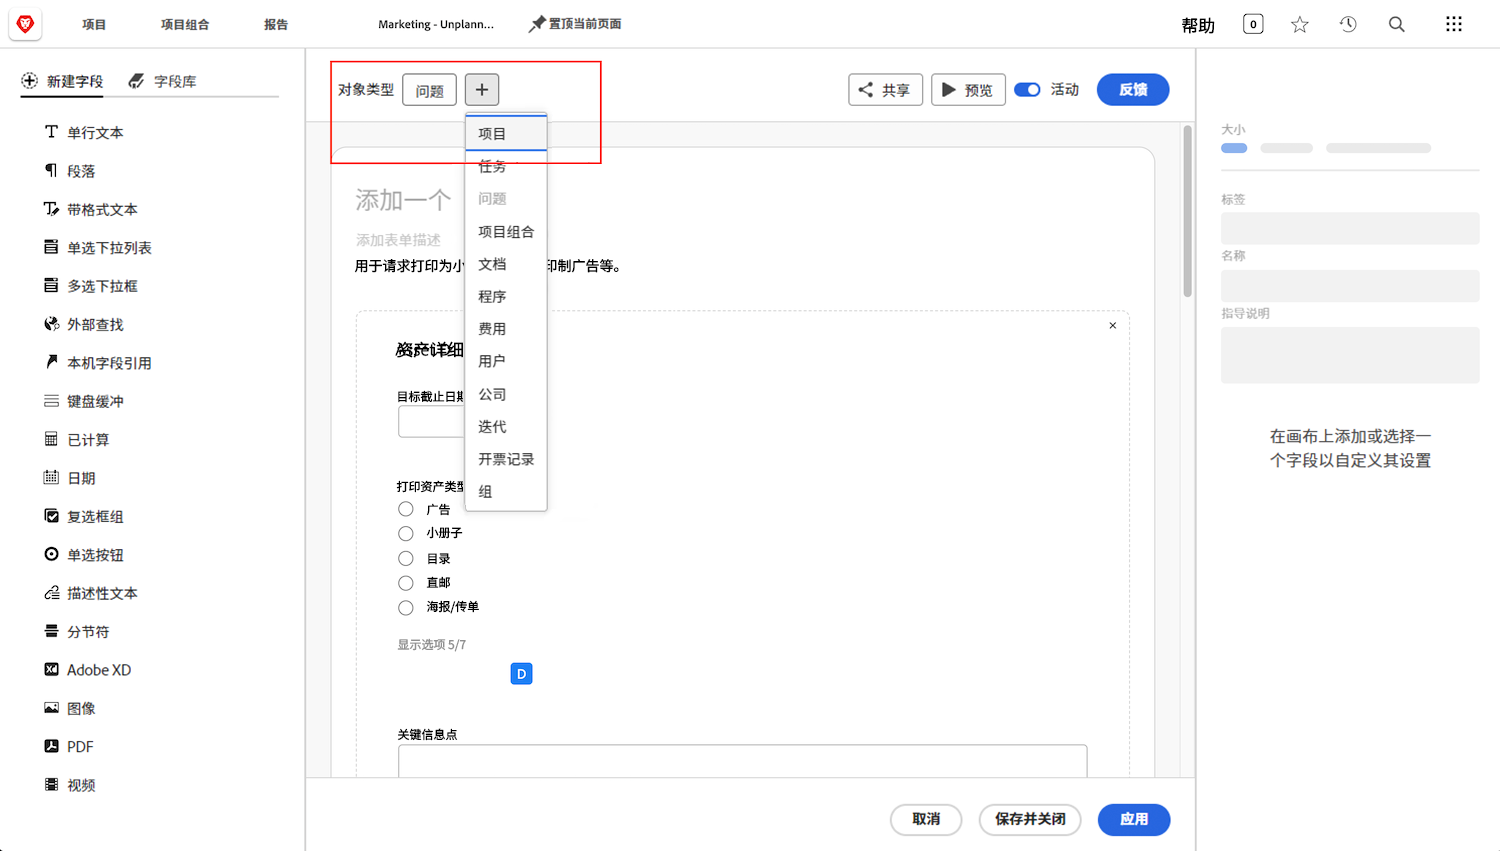 项目
项目组合
报告
Marketing - Unplann...
置顶当前页面
帮助
0
新建字段
字段库
单行文本
段落
带格式文本
单选下拉列表
多选下拉框
外部查找
本机字段引用
键盘缓冲
已计算
日期
复选框组
单选按钮
描述性文本
分节符
Adobe XD
图像
PDF
视频
对象类型
问题
共享
预览
活动
反馈
项目
任务
问题
项目组合
文档
程序
费用
用户
公司
迭代
开票记录
组
添加一个
添加表单描述
用于请求打印为小
印制广告等。
资产详细
目标截止日期
打印资产类型
广告
小册子
目录
直邮
海报/传单
显示选项 5/7
D
关键信息点
取消
保存并关闭
应用
大小
标签
名称
指导说明
在画布上添加或选择一
个字段以自定义其设置